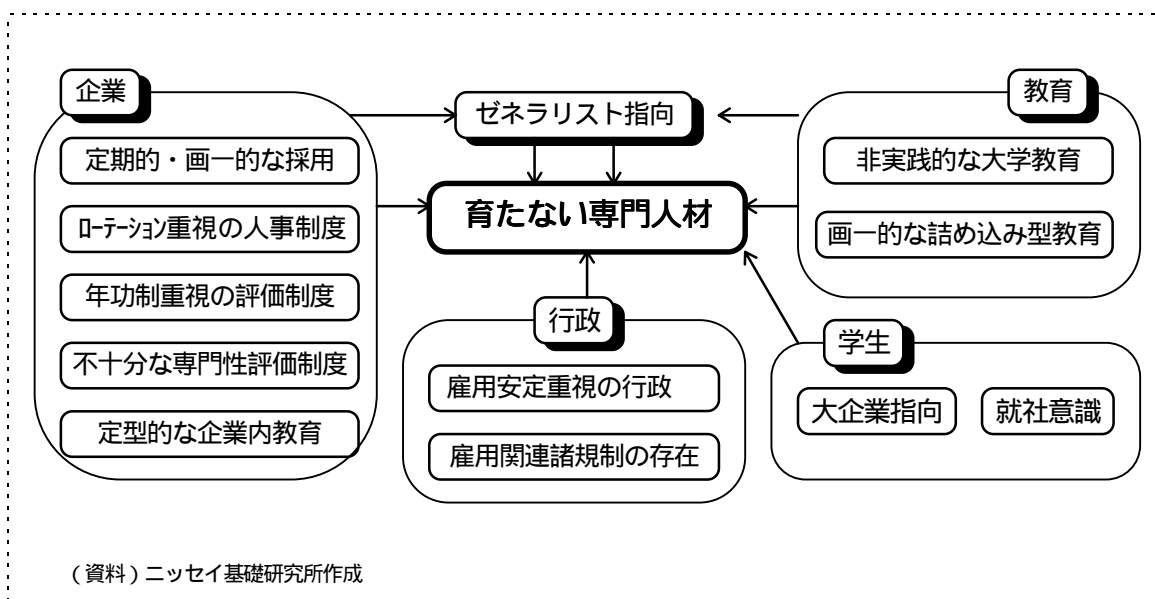 企業
定期的・画一的な採用
ﾛｰﾃｰｼｮﾝ重視の人事制度
年功制重視の評価制度
不十分な専門性評価制度
定型的な企業内教育
ゼネラリスト指向
育たない専門人材
行政
雇用安定重視の行政
雇用関連諸規制の存在
教育
非実践的な大学教育
画一的な詰め込み型教育
学生
大企業指向
就社意識
（資料）ニッセイ基礎研究所作成